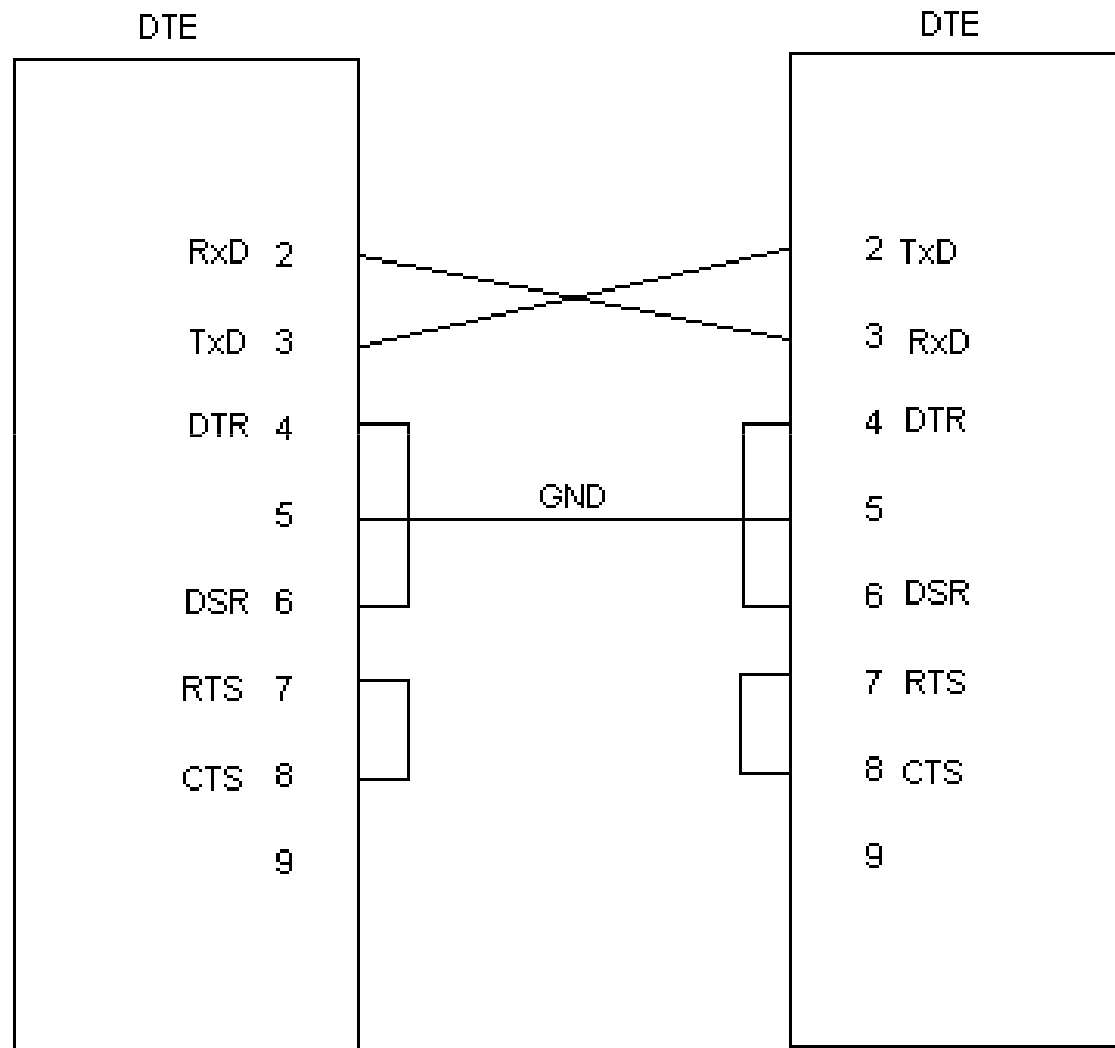 DTE DTE
RxD 2 2 TxD
TxD 3 3 RxD
DTR 4 4 DTR
GND
5 5
DSR 6 6 DSR
RTS 7 7 RTS
CTS 8 8 CTS
9 9